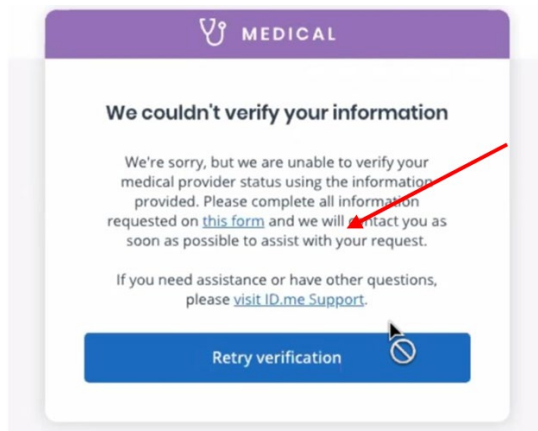 MEDICAL
We couldn't verify your information
We're sorry, but we are unable to verify your
medical provider status using the information
provided. Please complete all information
requested on this form and we will contact you as
soon as possible to assist with your request.
If you need assistance or have other questions,
please visit ID.me Support.
Retry verification